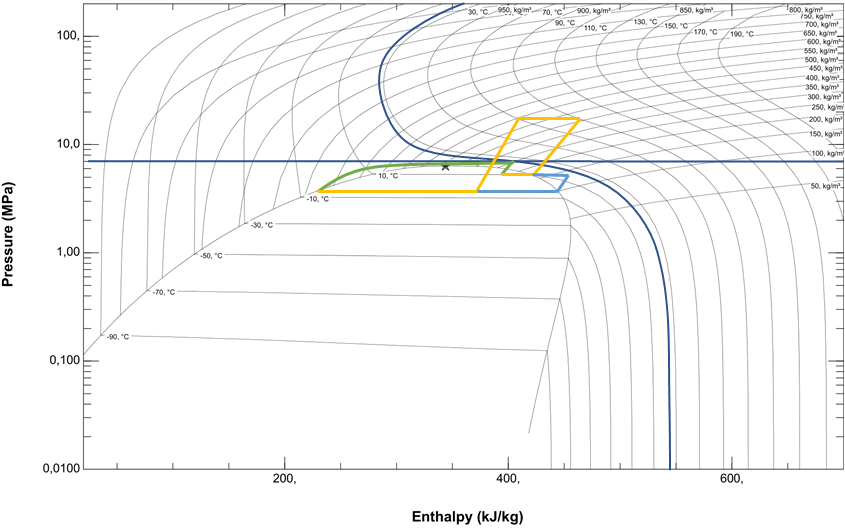 30, °C
950, kg/m³
70, °C
900, kg/m³
850, kg/m³
800, kg/m³
90, °C
110, °C
130, °C
150, °C
170, °C
190, °C
750, kg/m³
700, kg/m³
650, kg/m³
600, kg/m³
550, kg/m³
500, kg/m³
450, kg/m³
400, kg/m³
350, kg/m³
300, kg/m³
250, kg/m
200, kg/m³
150, kg/m³
100, kg/m
50, kg/m³
100,
10,0
1,00
0,100
0,0100
Pressure (MPa)
10, °C
-10, °C
-30, °C
-50, °C
-70, °C
-90, °C
200,
400,
600,
Enthalpy (kJ/kg)